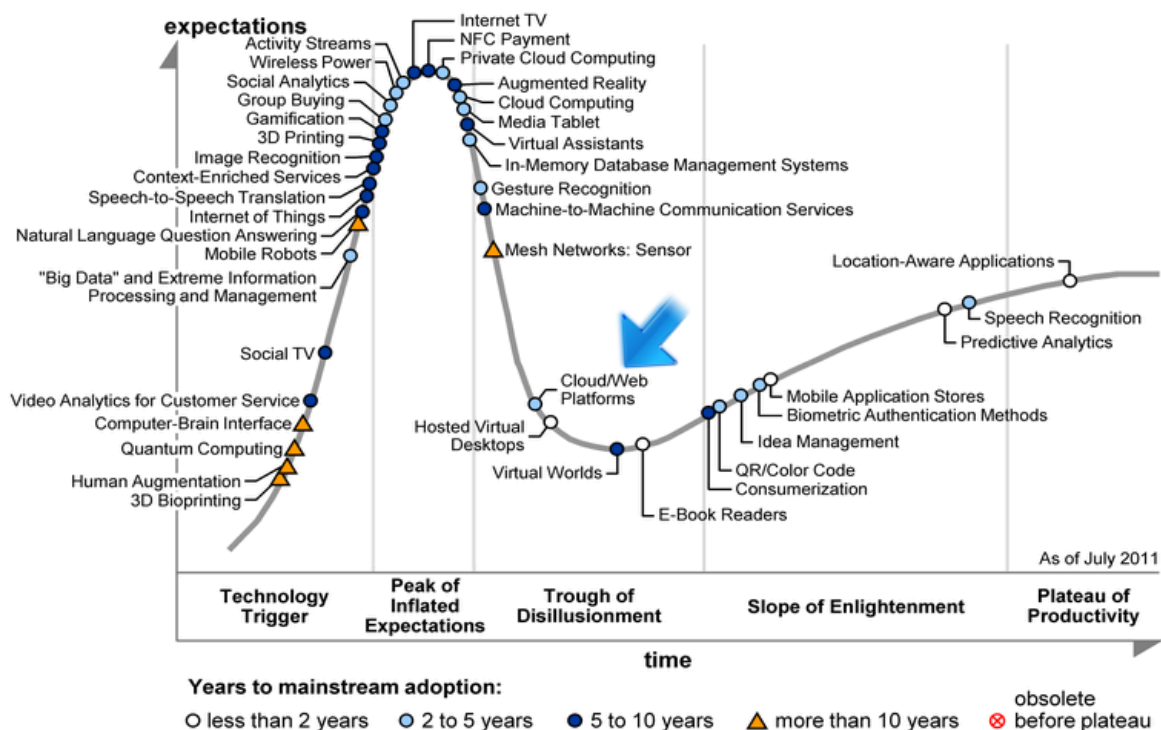 expectations
Internet TV
NFC Payment
Activity Streams
Wireless Power
Private Cloud Computing
Social Analytics
Augmented Reality
Group Buying
Cloud Computing
Gamification
Media Tablet
3D Printing
Virtual Assistants
Image Recognition
In-Memory Database Management Systems
Context-Enriched Services
Speech-to-Speech Translation
Gesture Recognition
Internet of Things
Machine-to-Machine Communication Services
Natural Language Question Answering
Mobile Robots
Mesh Networks: Sensor
"Big Data" and Extreme Information
Processing and Management
Location-Aware Applications
Social TV
Speech Recognition
Predictive Analytics
Video Analytics for Customer Service
Cloud/Web
Platforms
Computer-Brain Interface
Hosted Virtual
Desktops
Mobile Application Stores
Biometric Authentication Methods
Quantum Computing
Idea Management
Human Augmentation
Virtual Worlds
QR/Color Code
3D Bioprinting
Consumerization
E-Book Readers
As of July 2011
Technology
Trigger
Peak of
Inflated
Expectations
Trough of
Disillusionment
Slope of Enlightenment
Plateau of
Productivity
time
Years to mainstream adoption:
less than 2 years
2 to 5 years
5 to 10 years
more than 10 years
obsolete
before plateau